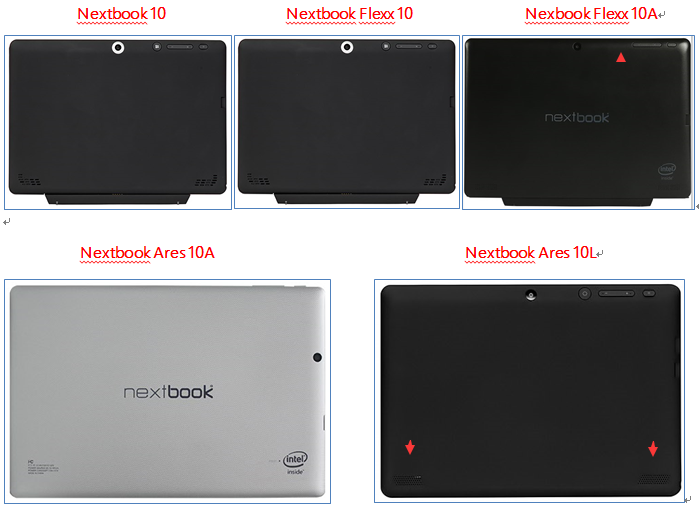 Nextbook 10
Nextbook Flexx 10
Nexbook Flexx 10A
nextbook
intel
inside
Nextbook Ares 10A
Nextbook Ares 10L
nextbook
intel
inside